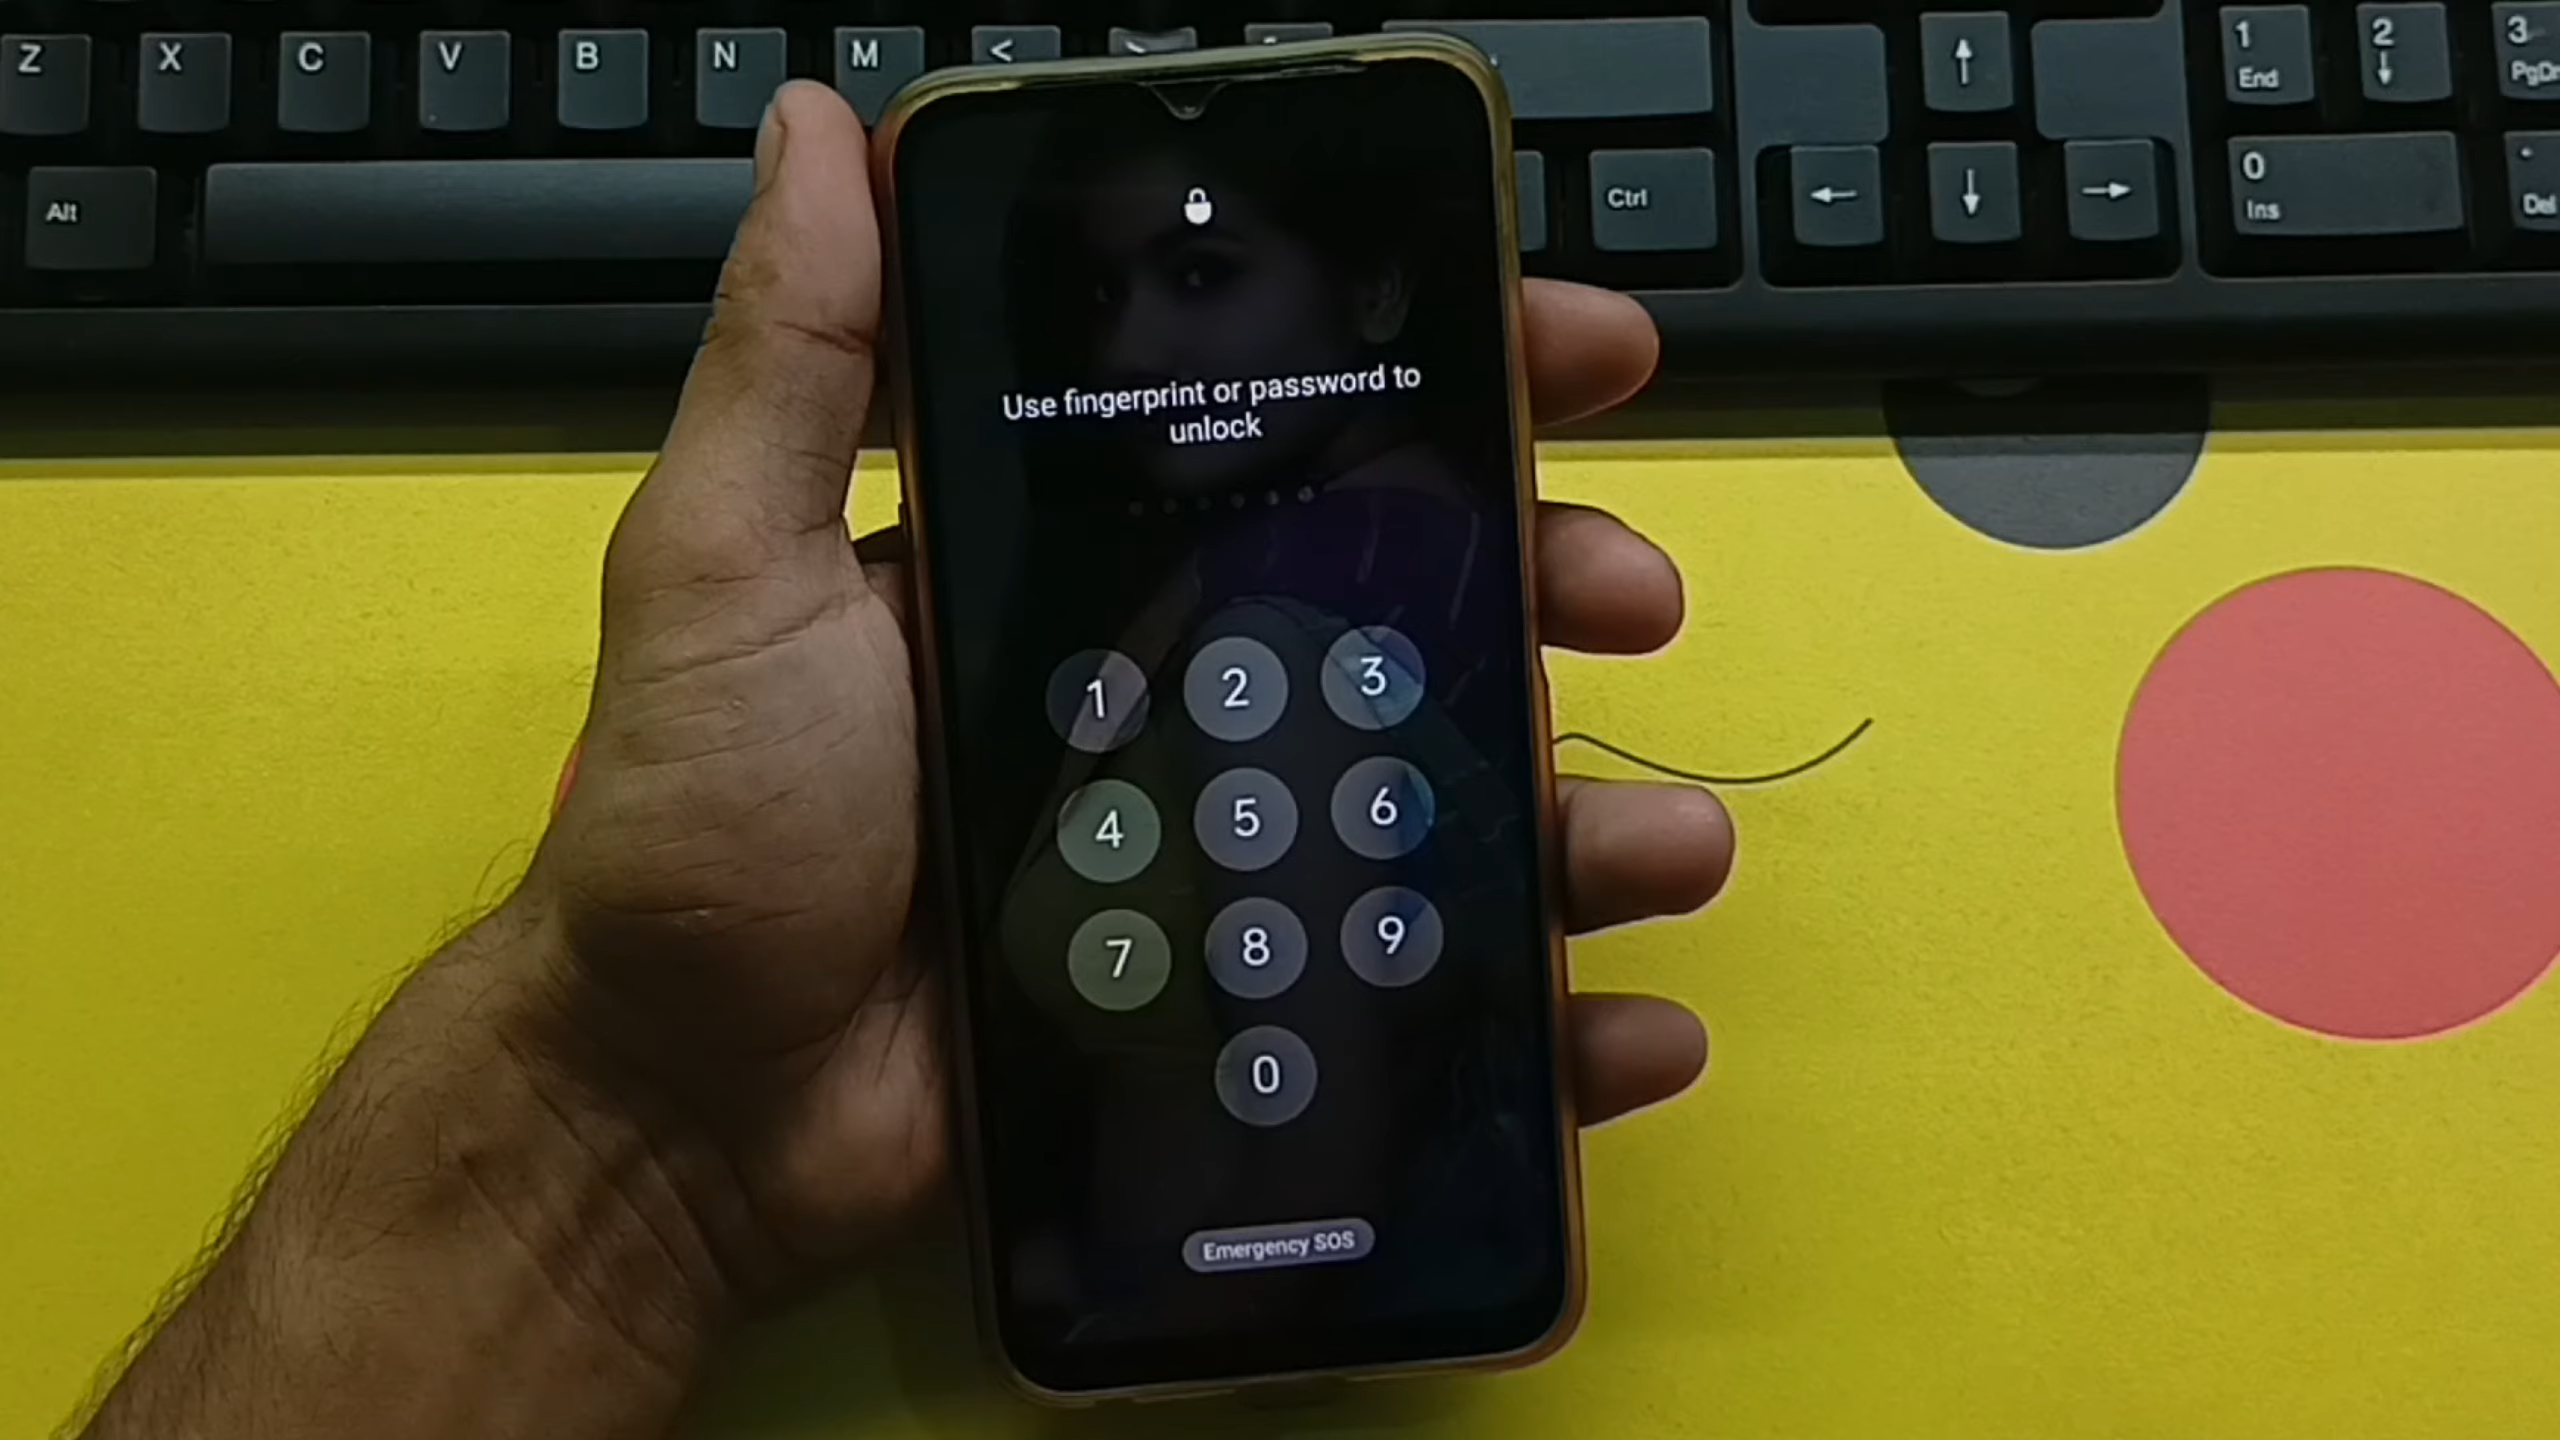 Z X C V B N M <
1 End 2 3 PgDn
Alt Ctrl 0 Ins Del
Use fingerprint or password to
unlock
1 2 3
4 5 6
7 8 9
0
Emergency SOS